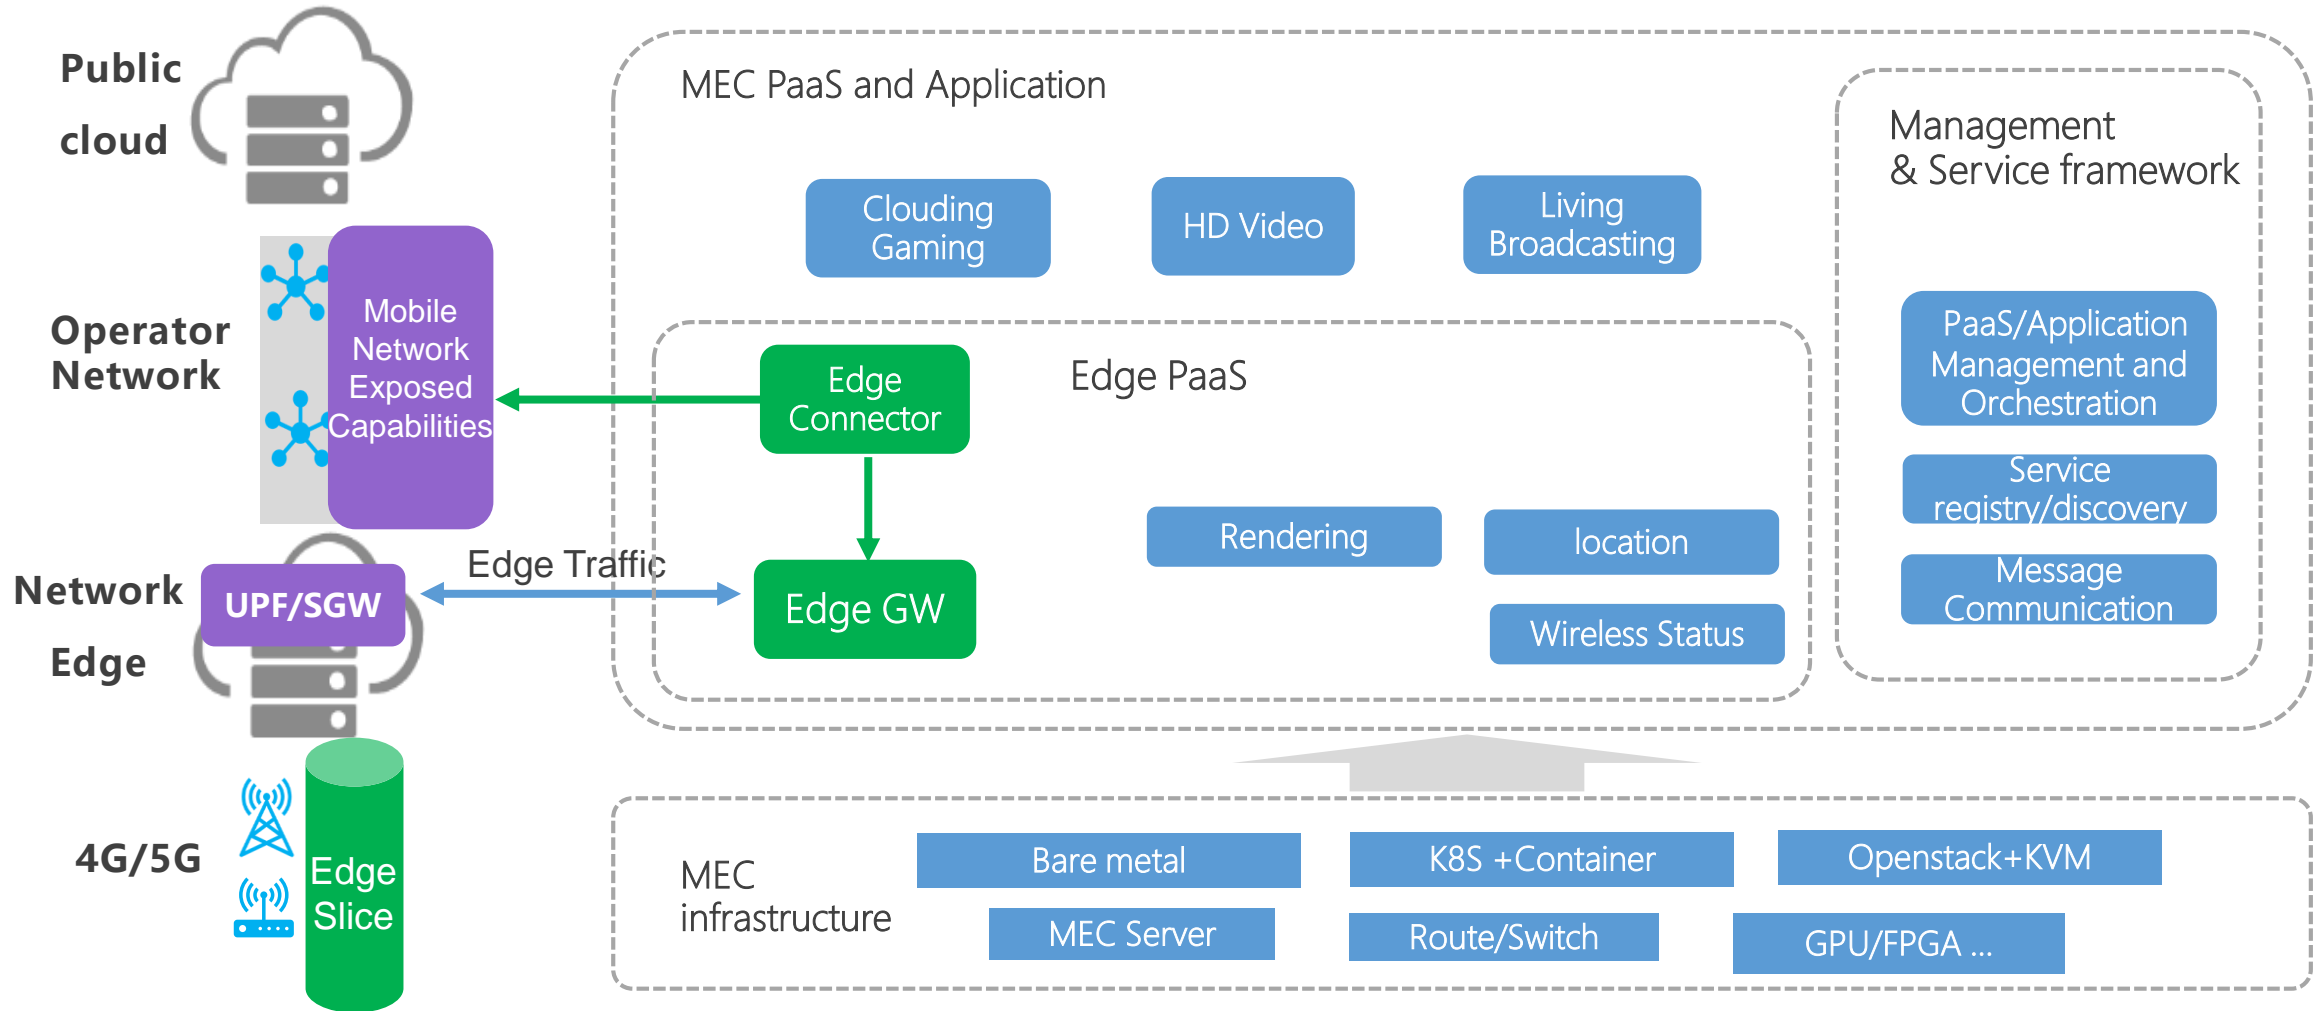 Public
cloud
Operator
Network
Mobile
Network
Exposed
Capabilities
Network
Edge
UPF/SGW
Edge Traffic
4G/5G
Edge
Slice
MEC PaaS and Application
Clouding
Gaming
HD Video
Living
Broadcasting
Edge PaaS
Edge
Connector
Edge GW
Rendering
location
Wireless Status
Management
& Service framework
PaaS/Application
Management and
Orchestration
Service
registry/discovery
Message
Communication
MEC
infrastructure
Bare metal
K8S +Container
Openstack+KVM
MEC Server
Route/Switch
GPU/FPGA ...